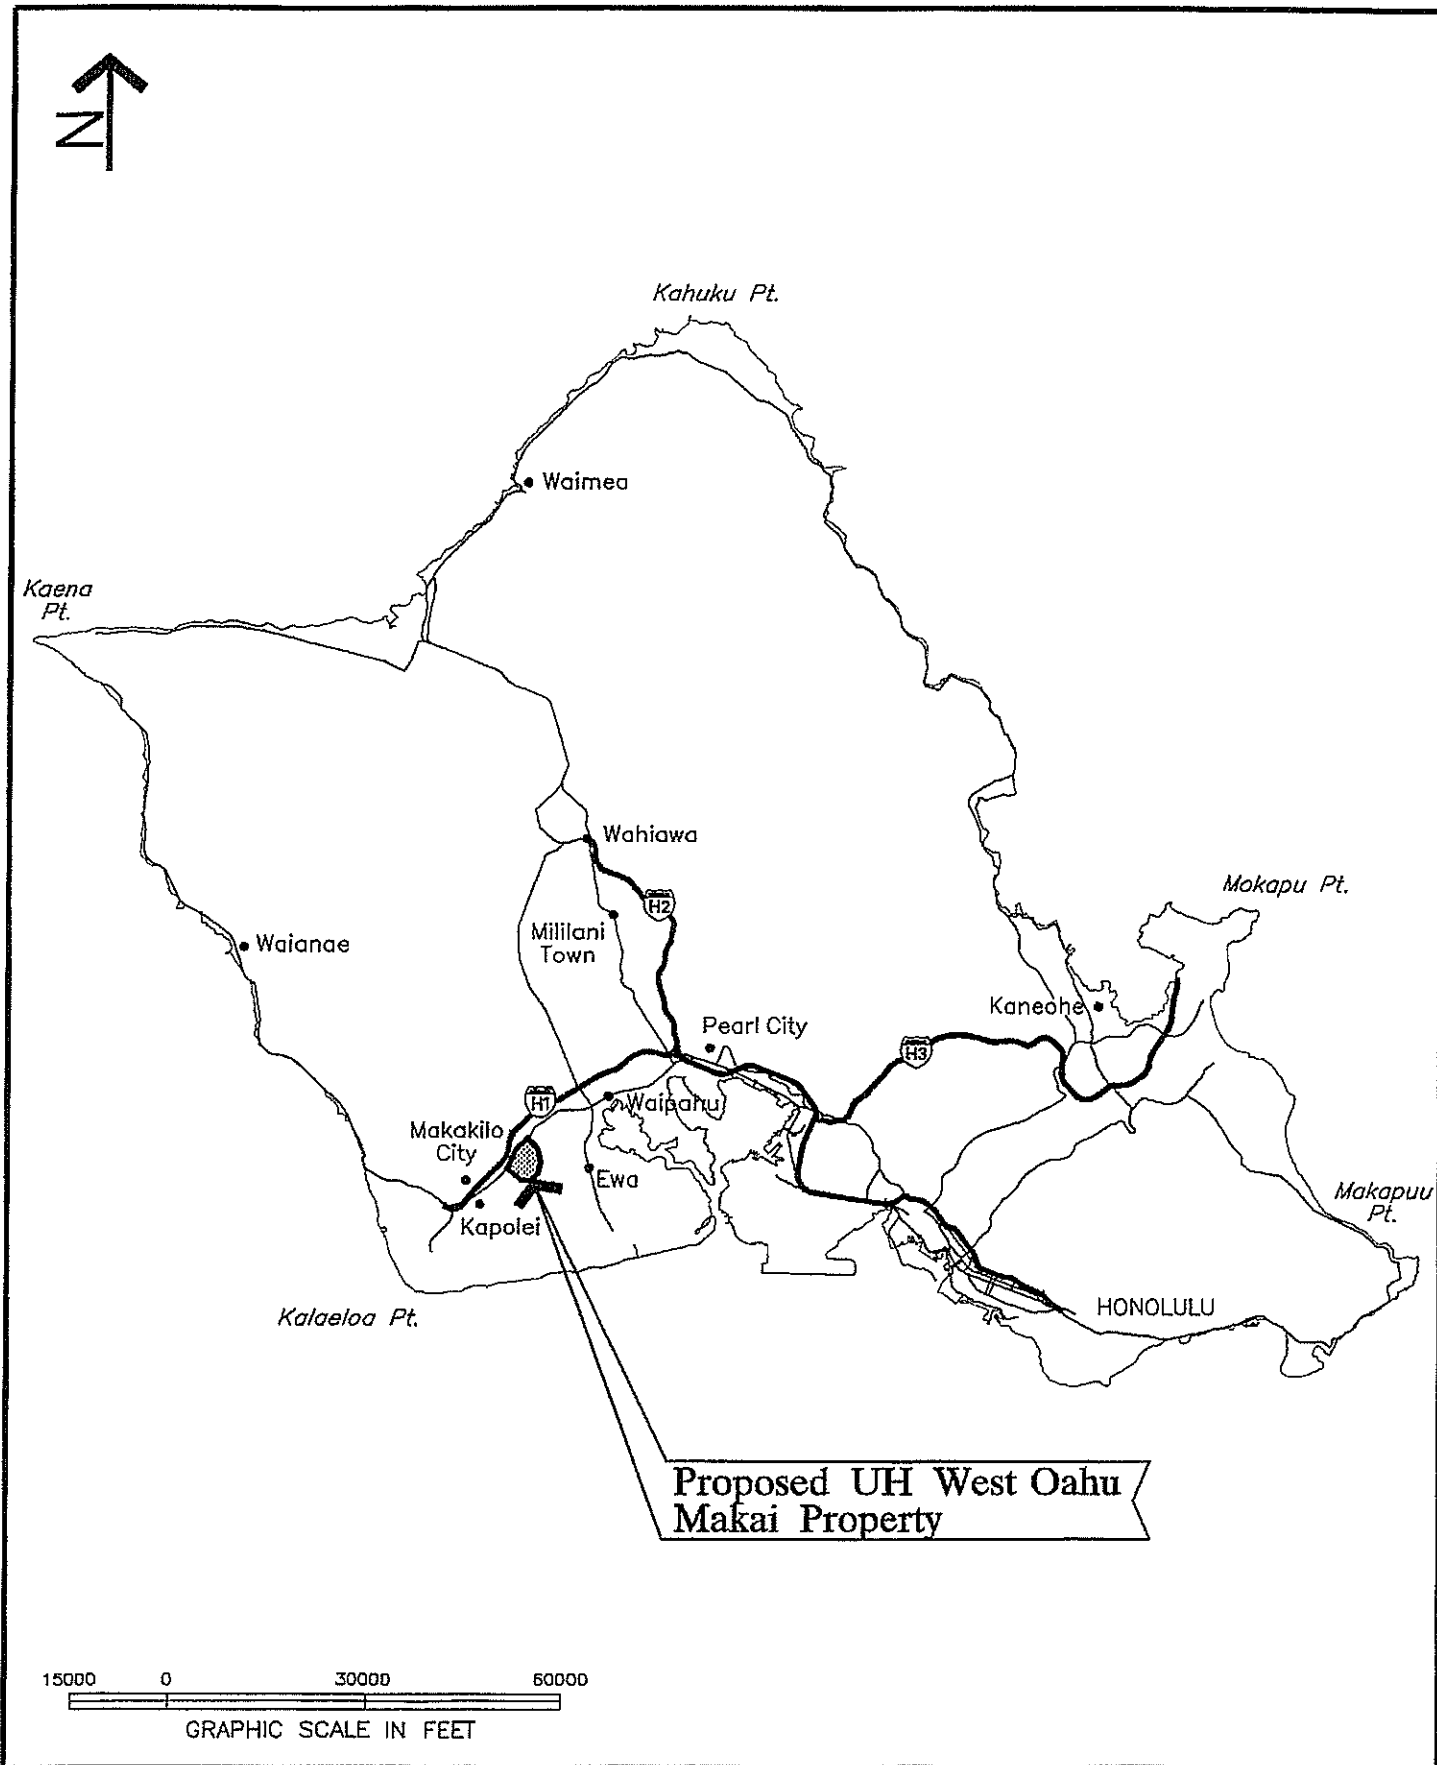 N
Kahuku Pt.
Waimea
Kaena
Pt.
Wahiawa
H2
Mokapu Pt.
Mililani
Town
Waianae
Kaneohe
Pearl City
H3
H1
Waipahu
Makakilo
City
Ewa
Makapuu
Pt.
Kapolei
HONOLULU
Kalaeloa Pt.
Proposed UH West Oahu
Makai Property
15000 0 30000 60000
GRAPHIC SCALE IN FEET